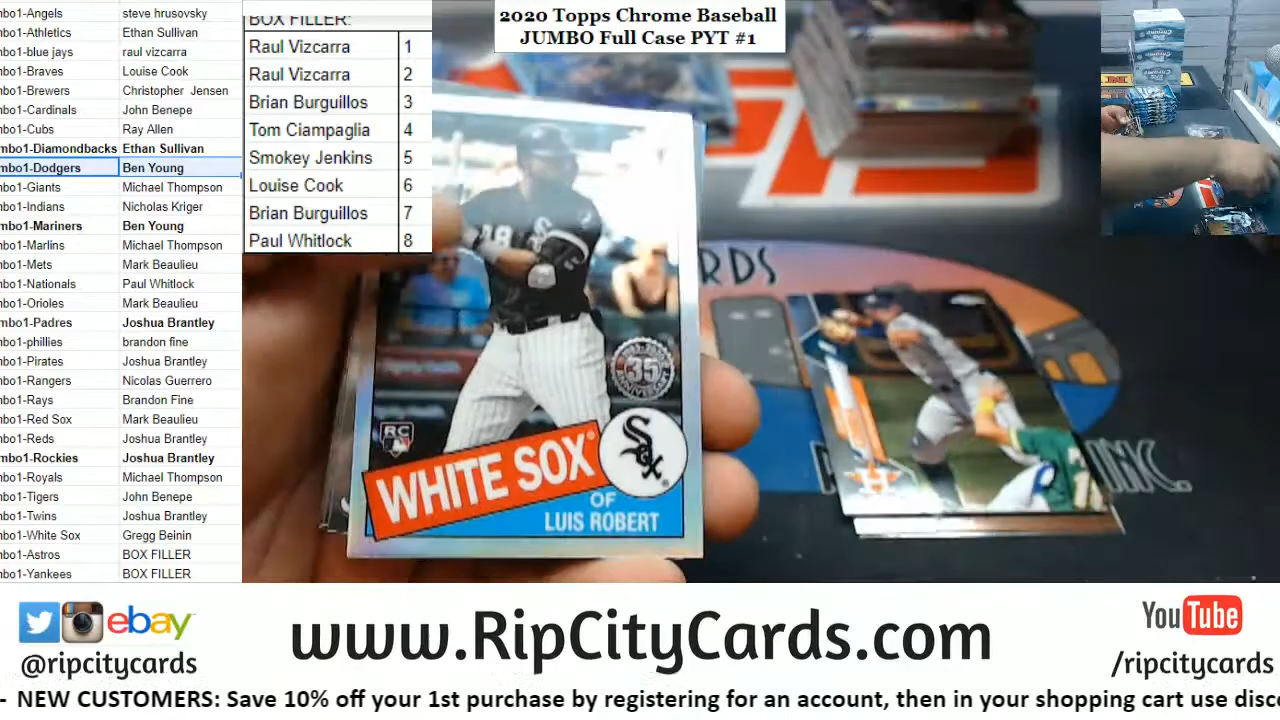 mbo1-Angels steve hrusovsky
mbo1-Athletics Ethan Sullivan
mbo1-blue jays raul vizcarra
mbo1-Braves Louise Cook
mbo1-Brewers Christopher Jensen
mbo1-Cardinals John Benepe
mbo1-Cubs Ray Allen
mbo1-Diamondbacks Ethan Sullivan
mbo1-Dodgers Ben Young
mbo1-Giants Michael Thompson
mbo1-Indians Nicholas Kriger
mbo1-Mariners Ben Young
mbo1-Marlins Michael Thompson
mbo1-Mets Mark Beaulieu
mbo1-Nationals Paul Whitlock
mbo1-Orioles Mark Beaulieu
mbo1-Padres Joshua Brantley
mbo1-phillies brandon fine
mbo1-Pirates Joshua Brantley
mbo1-Rangers Nicolas Guerrero
mbo1-Rays Brandon Fine
mbo1-Red Sox Mark Beaulieu
mbo1-Reds Joshua Brantley
mbo1-Rockies Joshua Brantley
mbo1-Royals Michael Thompson
mbo1-Tigers John Benepe
mbo1-Twins Joshua Brantley
mbo1-White Sox Gregg Beinin
mbo1-Astros BOX FILLER
mbo1-Yankees BOX FILLER
BOX FILLER:
Raul Vizcarra 1
Raul Vizcarra 2
Brian Burguillos 3
Tom Ciampaglia 4
Smokey Jenkins 5
Louise Cook 6
Brian Burguillos 7
Paul Whitlock 8
2020 Topps Chrome Baseball
JUMBO Full Case PYT #1
RDS
INC.
35
ANNIVERSARY
RC
WHITE SOX
Sox
OF
LUIS ROBERT
ebay
@ripcitycards
www.RipCityCards.com
YouTube
/ripcitycards
- NEW CUSTOMERS: Save 10% off your 1st purchase by registering for an account, then in your shopping cart use disc